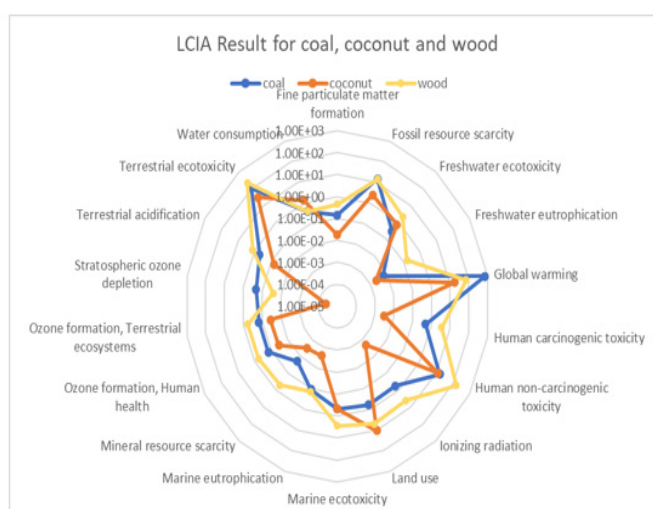 LCIA Result for coal, coconut and wood
coal coconut wood
Fine particulate matter
formation
Fossil resource scarcity
Freshwater ecotoxicity
Freshwater eutrophication
Global warming
Human carcinogenic toxicity
Human non-carcinogenic
toxicity
Ionizing radiation
Land use
Marine ecotoxicity
Marine eutrophication
Mineral resource scarcity
Ozone formation, Human
health
Ozone formation, Terrestrial
ecosystems
Stratospheric ozone
depletion
Terrestrial acidification
Terrestrial ecotoxicity
Water consumption
1.00E+03
1.00E+02
1.00E+01
1.00E+00
1.00E-01
1.00E-02
1.00E-03
1.00E-04
1.00E-05